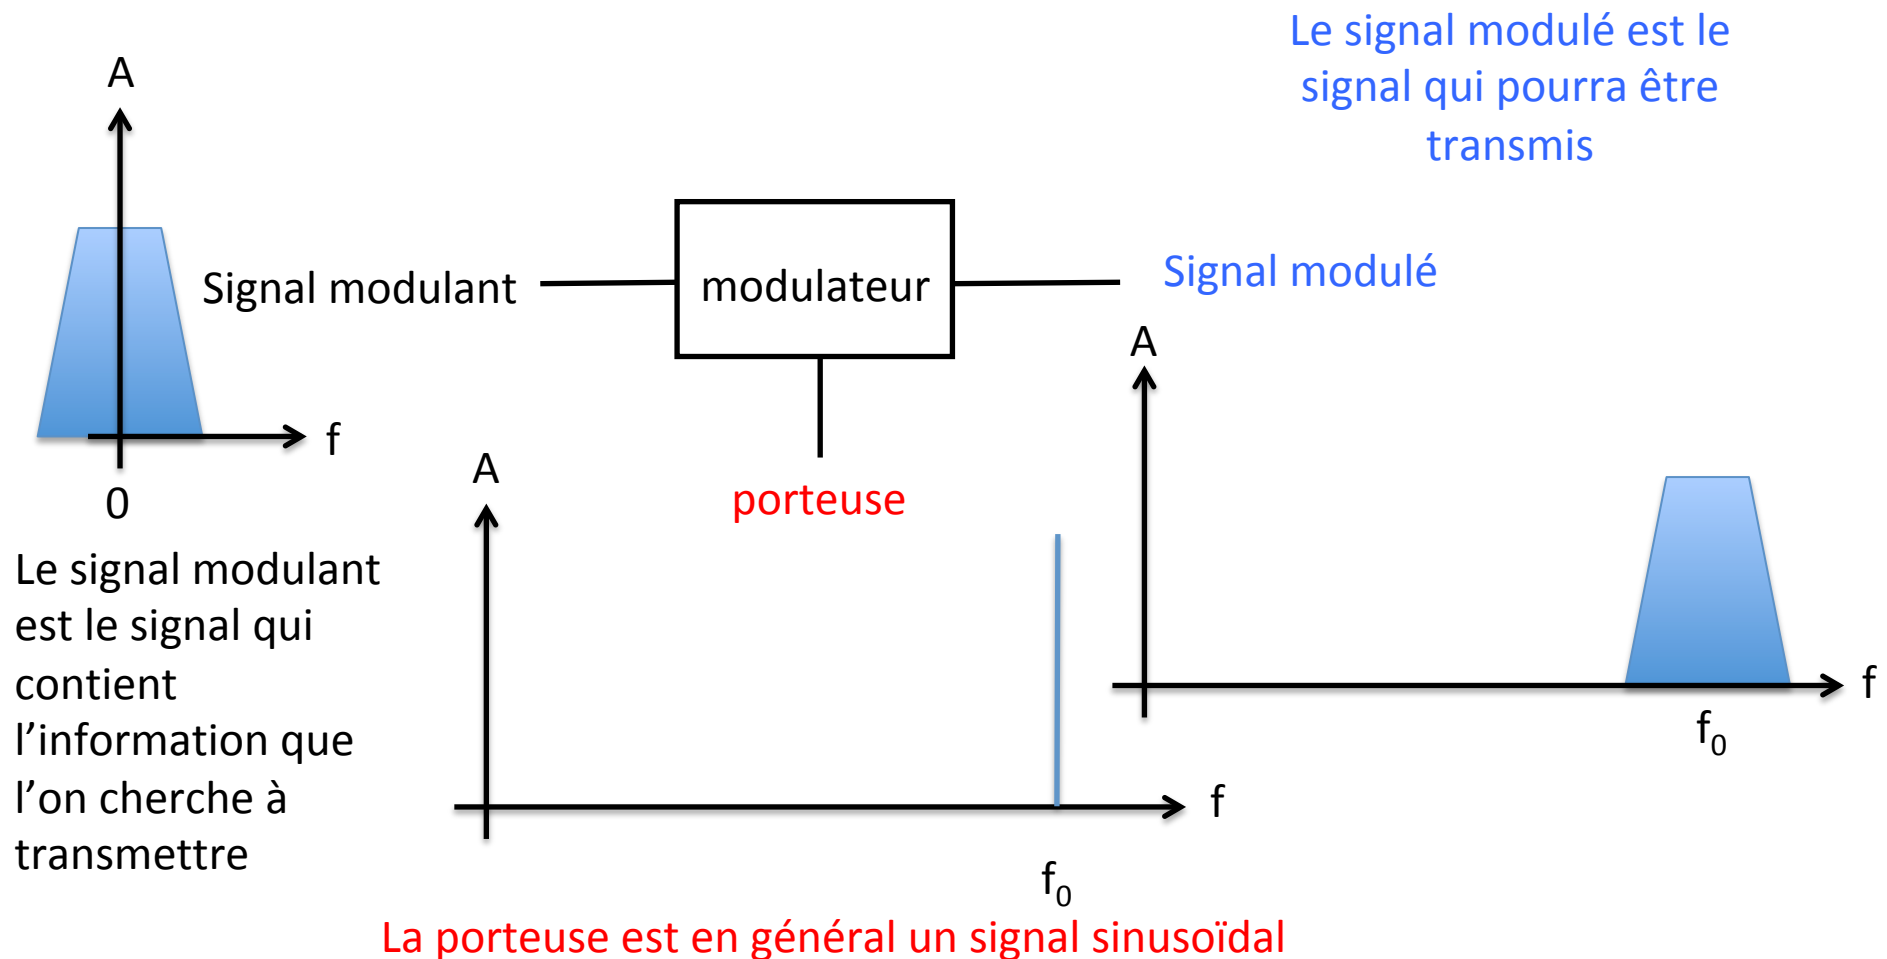 Le signal modulé est le
signal qui pourra être
transmis
A
Signal modulant
modulateur
Signal modulé
f
0
porteuse
Le signal modulant
est le signal qui
contient
l’information que
l’on cherche à
transmettre
A
f
f0
A
f
f0
La porteuse est en général un signal sinusoïdal